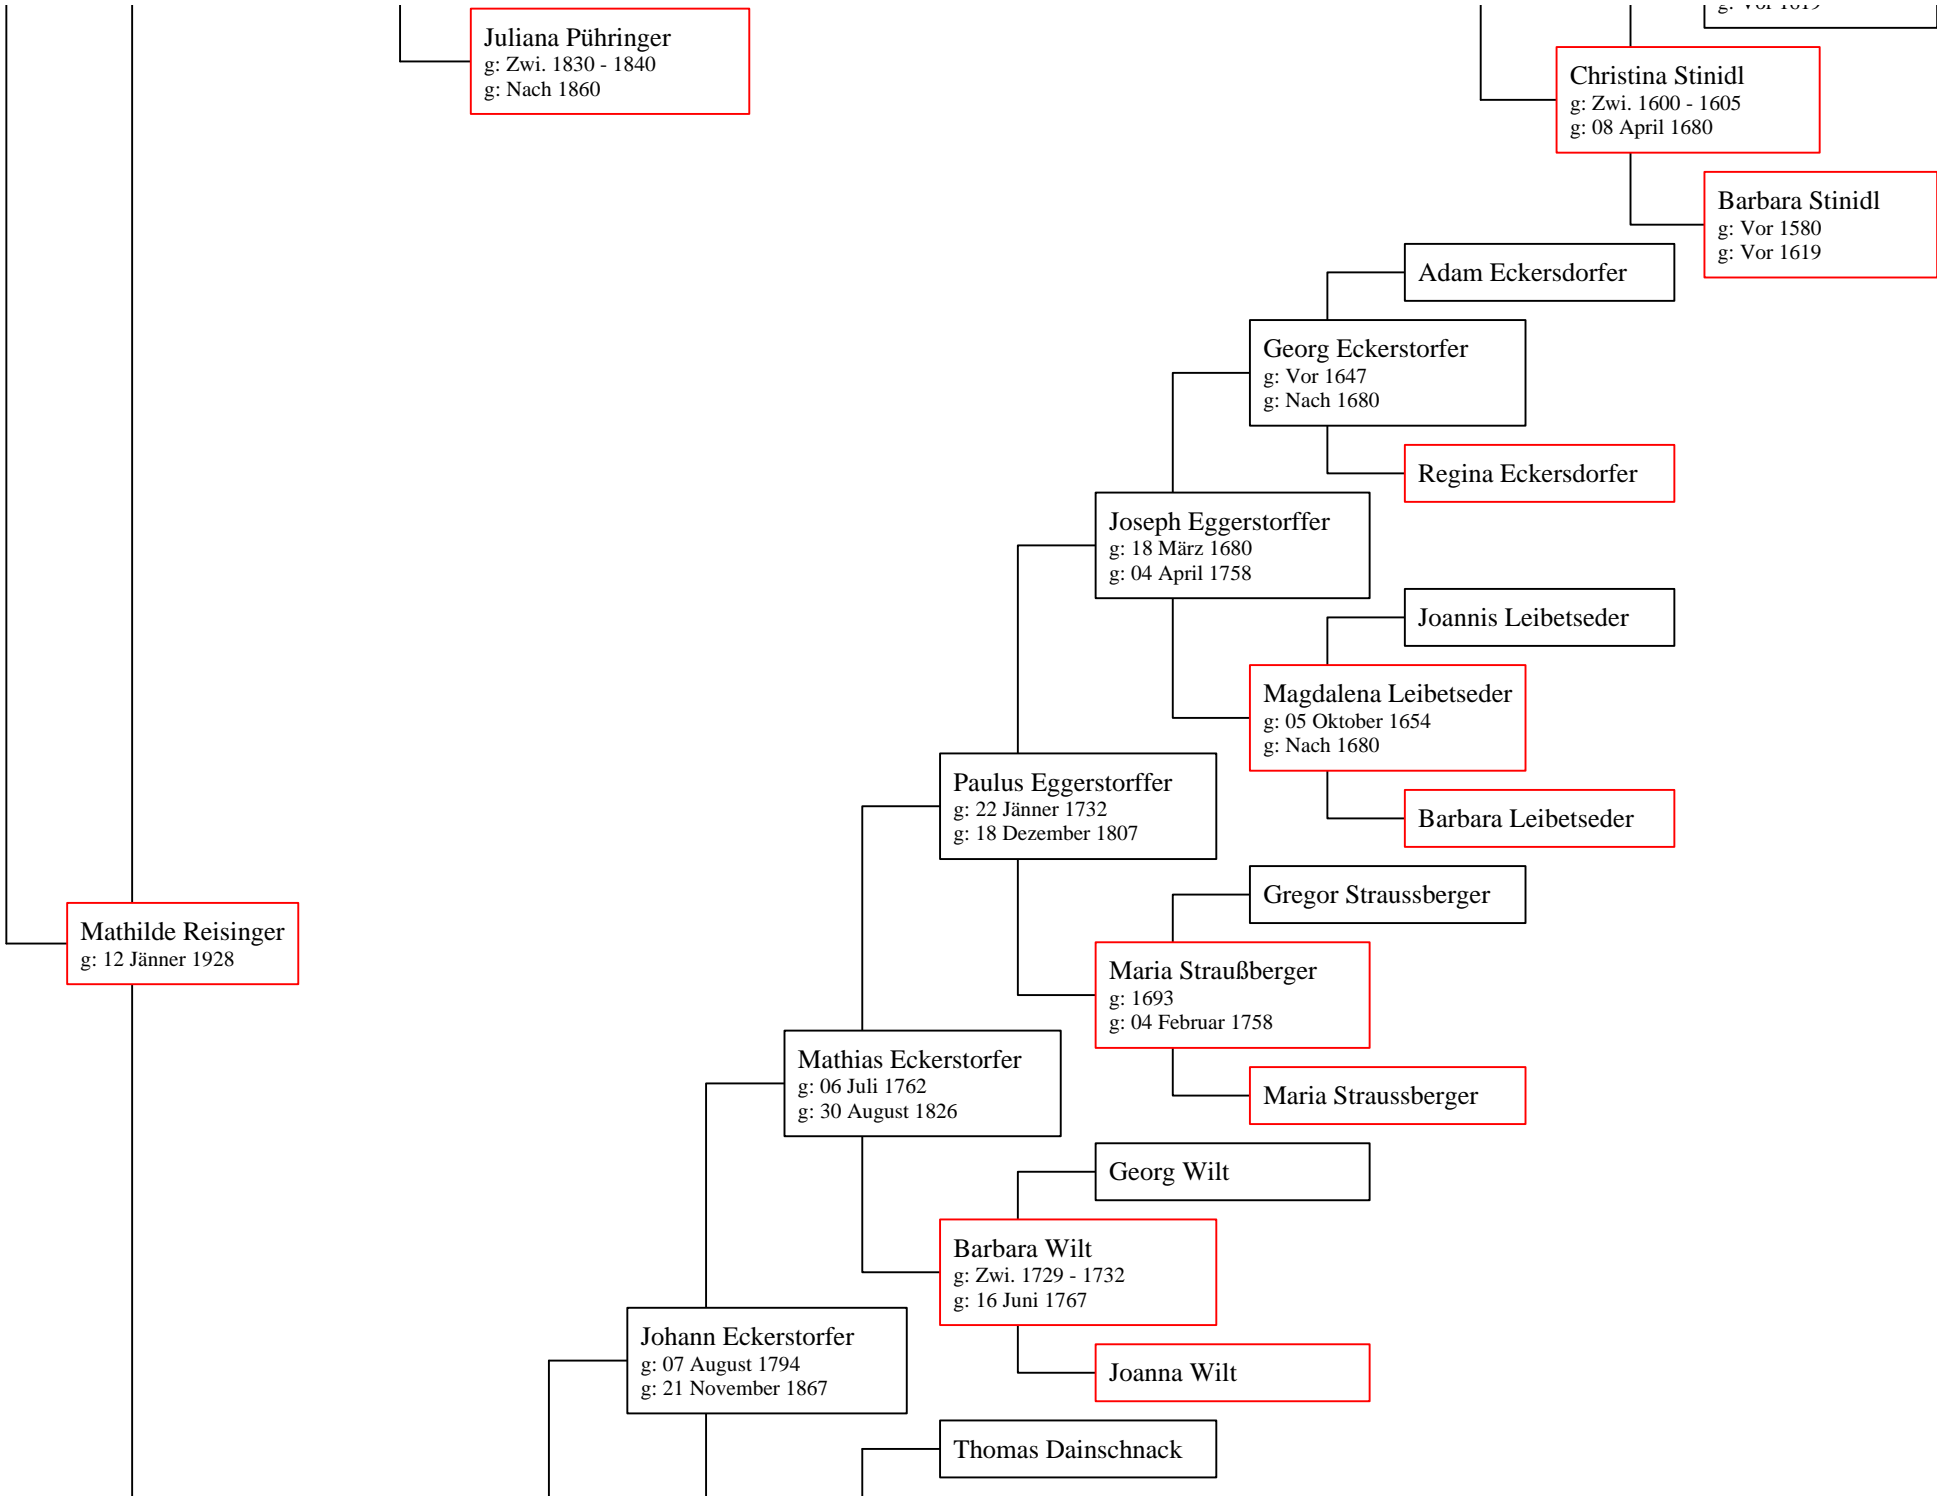 g: Vor 1619
Juliana Pühringer
g: Zwi. 1830 - 1840
g: Nach 1860
Christina Stinidl
g: Zwi. 1600 - 1605
g: 08 April 1680
Barbara Stinidl
g: Vor 1580
g: Vor 1619
Adam Eckersdorfer
Georg Eckerstorfer
g: Vor 1647
g: Nach 1680
Regina Eckersdorfer
Joseph Eggerstorffer
g: 18 März 1680
g: 04 April 1758
Joannis Leibetseder
Magdalena Leibetseder
g: 05 Oktober 1654
g: Nach 1680
Paulus Eggerstorffer
g: 22 Jänner 1732
g: 18 Dezember 1807
Barbara Leibetseder
Gregor Straussberger
Mathilde Reisinger
g: 12 Jänner 1928
Maria Straußberger
g: 1693
g: 04 Februar 1758
Mathias Eckerstorfer
g: 06 Juli 1762
g: 30 August 1826
Maria Straussberger
Georg Wilt
Barbara Wilt
g: Zwi. 1729 - 1732
g: 16 Juni 1767
Johann Eckerstorfer
g: 07 August 1794
g: 21 November 1867
Joanna Wilt
Thomas Dainschnack